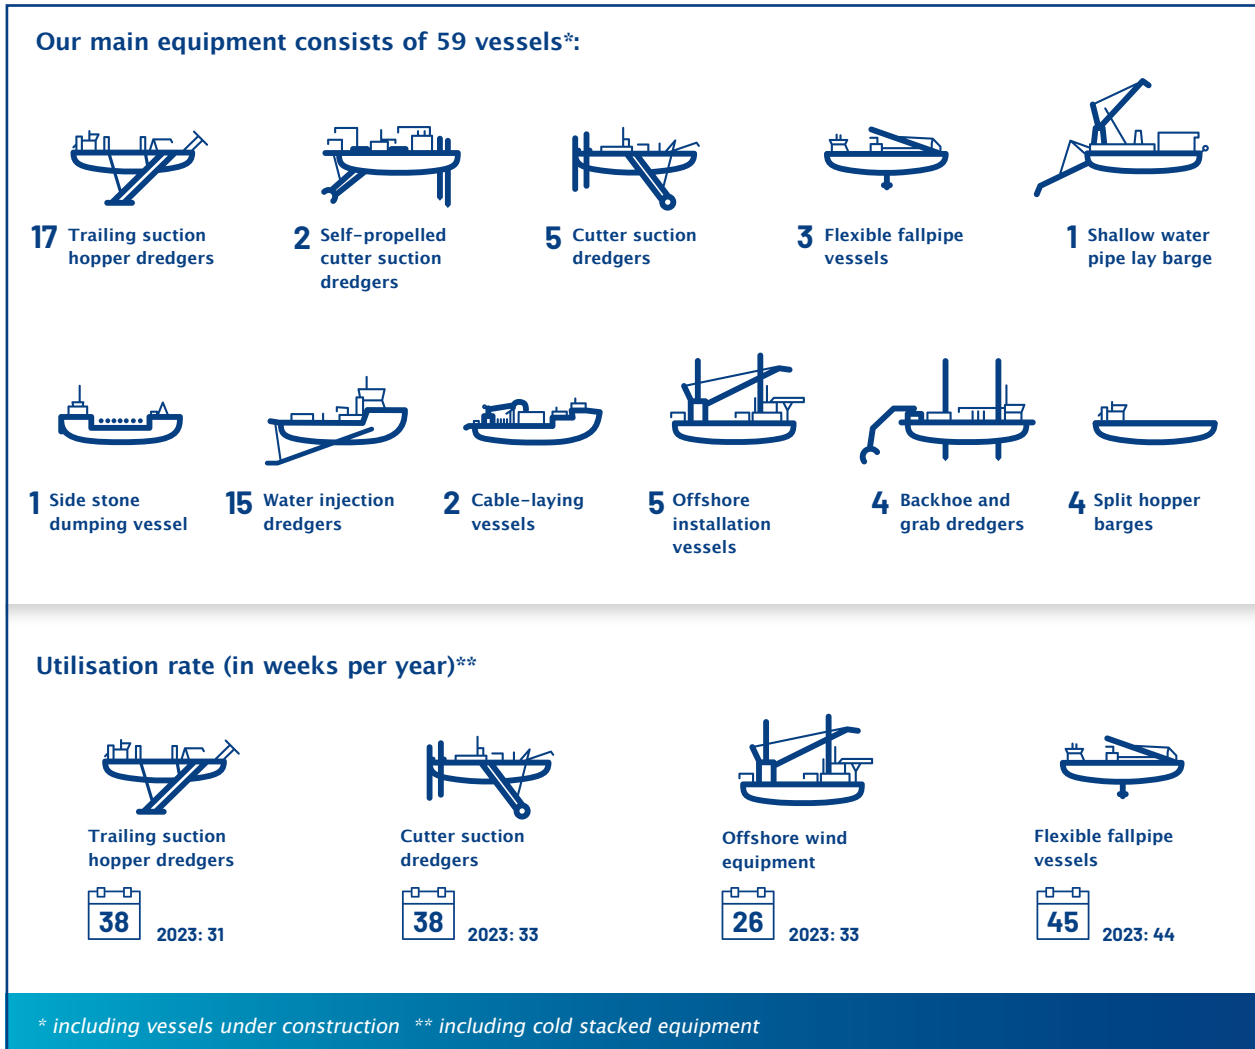 Our main equipment consists of 59 vessels*:
17 Trailing suction
hopper dredgers
2 Self-propelled
cutter suction
dredgers
5 Cutter suction
dredgers
3 Flexible fallpipe
vessels
1 Shallow water
pipe lay barge
1 Side stone
dumping vessel
15 Water injection
dredgers
2 Cable-laying
vessels
5 Offshore
installation
vessels
4 Backhoe and
grab dredgers
4 Split hopper
barges
Utilisation rate (in weeks per year)**
Trailing suction
hopper dredgers
38 2023: 31
Cutter suction
dredgers
38 2023: 33
Offshore wind
equipment
26 2023: 33
Flexible fallpipe
vessels
45 2023: 44
* including vessels under construction ** including cold stacked equipment